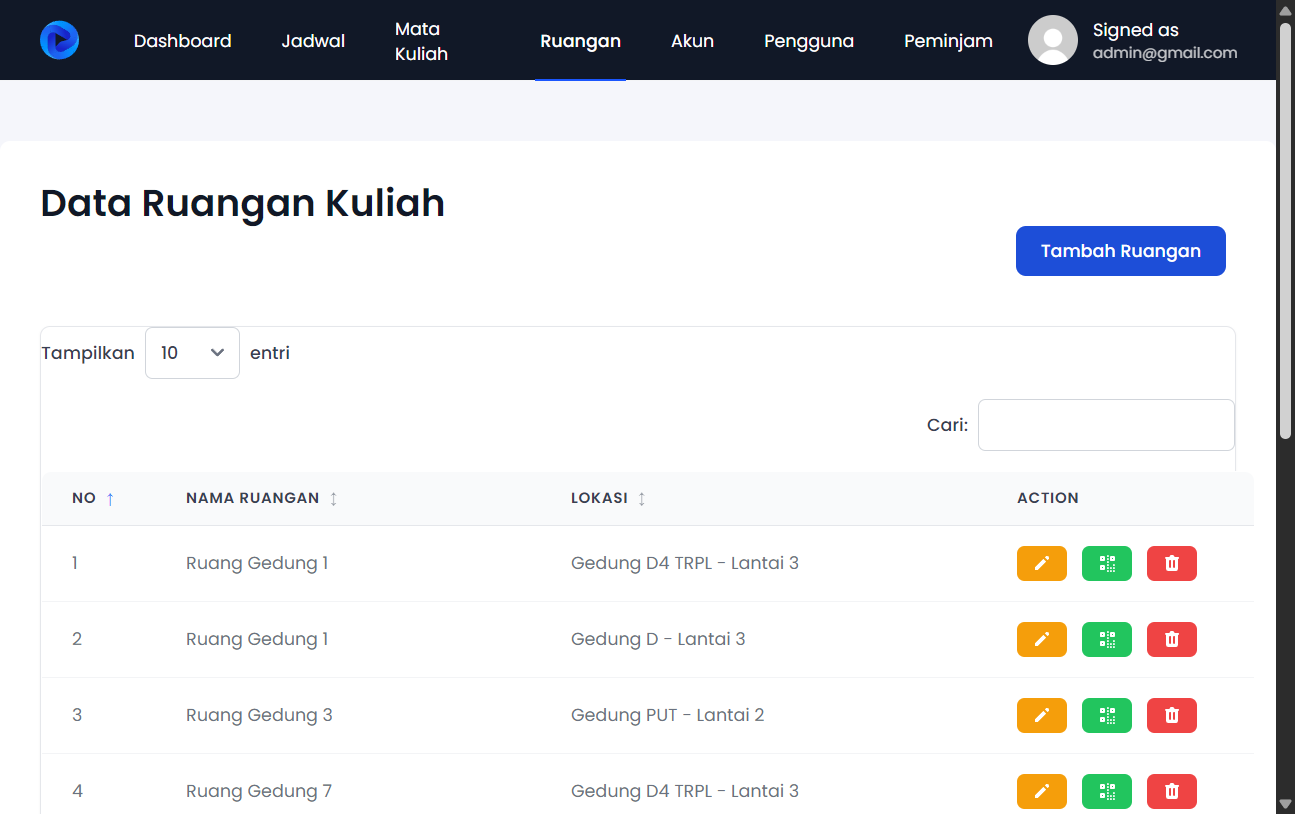 Dashboard Jadwal Mata Kuliah Ruangan Akun Pengguna Peminjam Signed as
admin@gmail.com
Data Ruangan Kuliah
Tambah Ruangan
Tampilkan 10 entri
Cari:
NO NAMA RUANGAN LOKASI ACTION
1 Ruang Gedung 1 Gedung D4 TRPL - Lantai 3
2 Ruang Gedung 1 Gedung D - Lantai 3
3 Ruang Gedung 3 Gedung PUT - Lantai 2
4 Ruang Gedung 7 Gedung D4 TRPL - Lantai 3